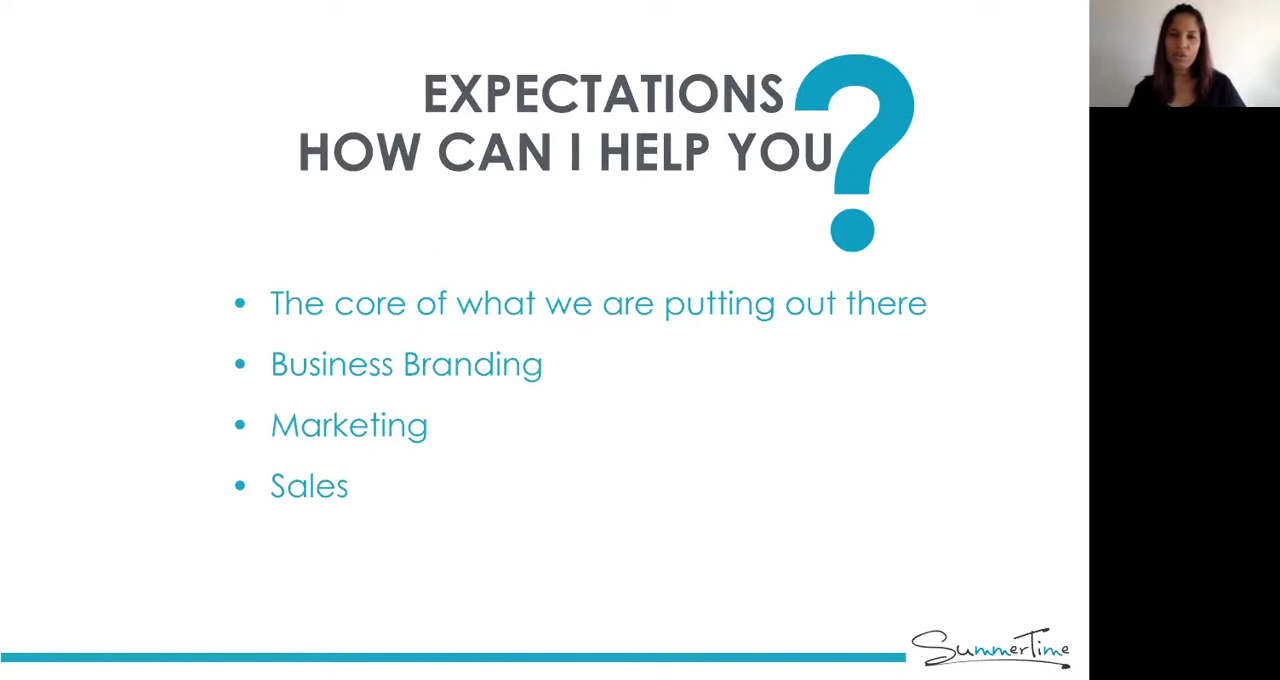 EXPECTATIONS
HOW CAN I HELP YOU?
• The core of what we are putting out there
• Business Branding
• Marketing
• Sales
SummerTime